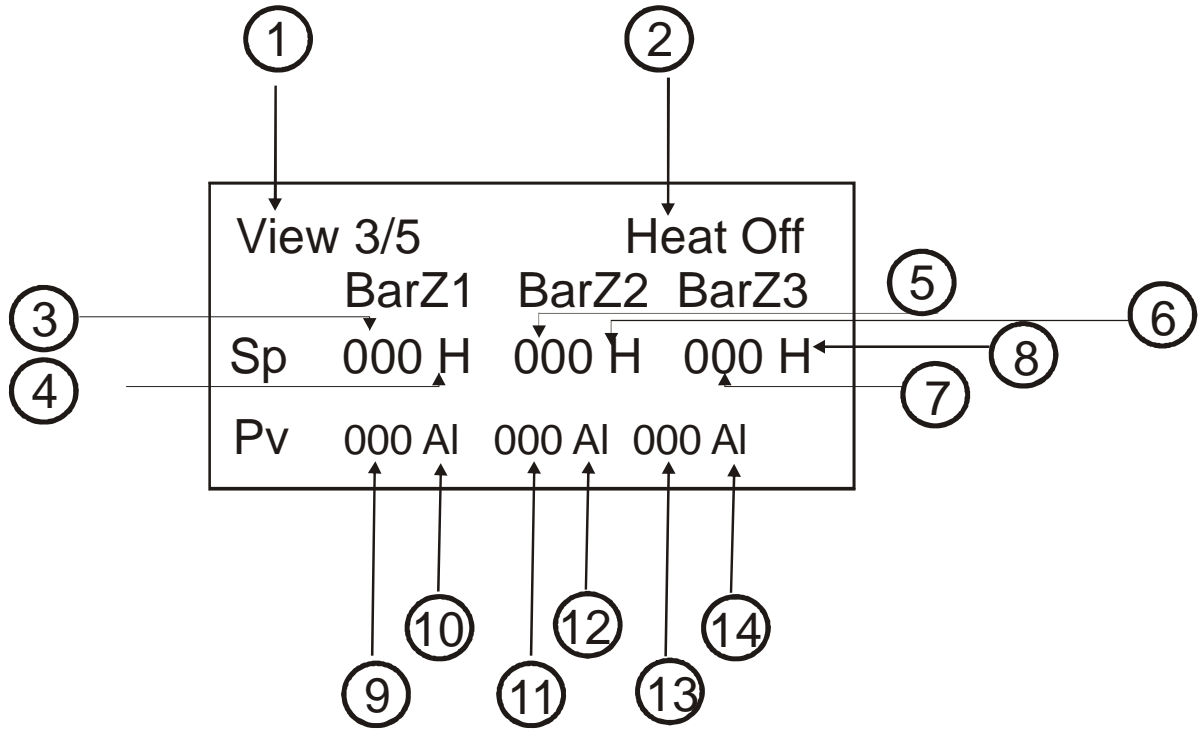 1 2
View 3/5 Heat Off
BarZ1 BarZ2 BarZ3 5
3 6
Sp 000 H 000 H 000 H 8
4 7
Pv 000 Al 000 Al 000 Al
10 12 14
9 11 13